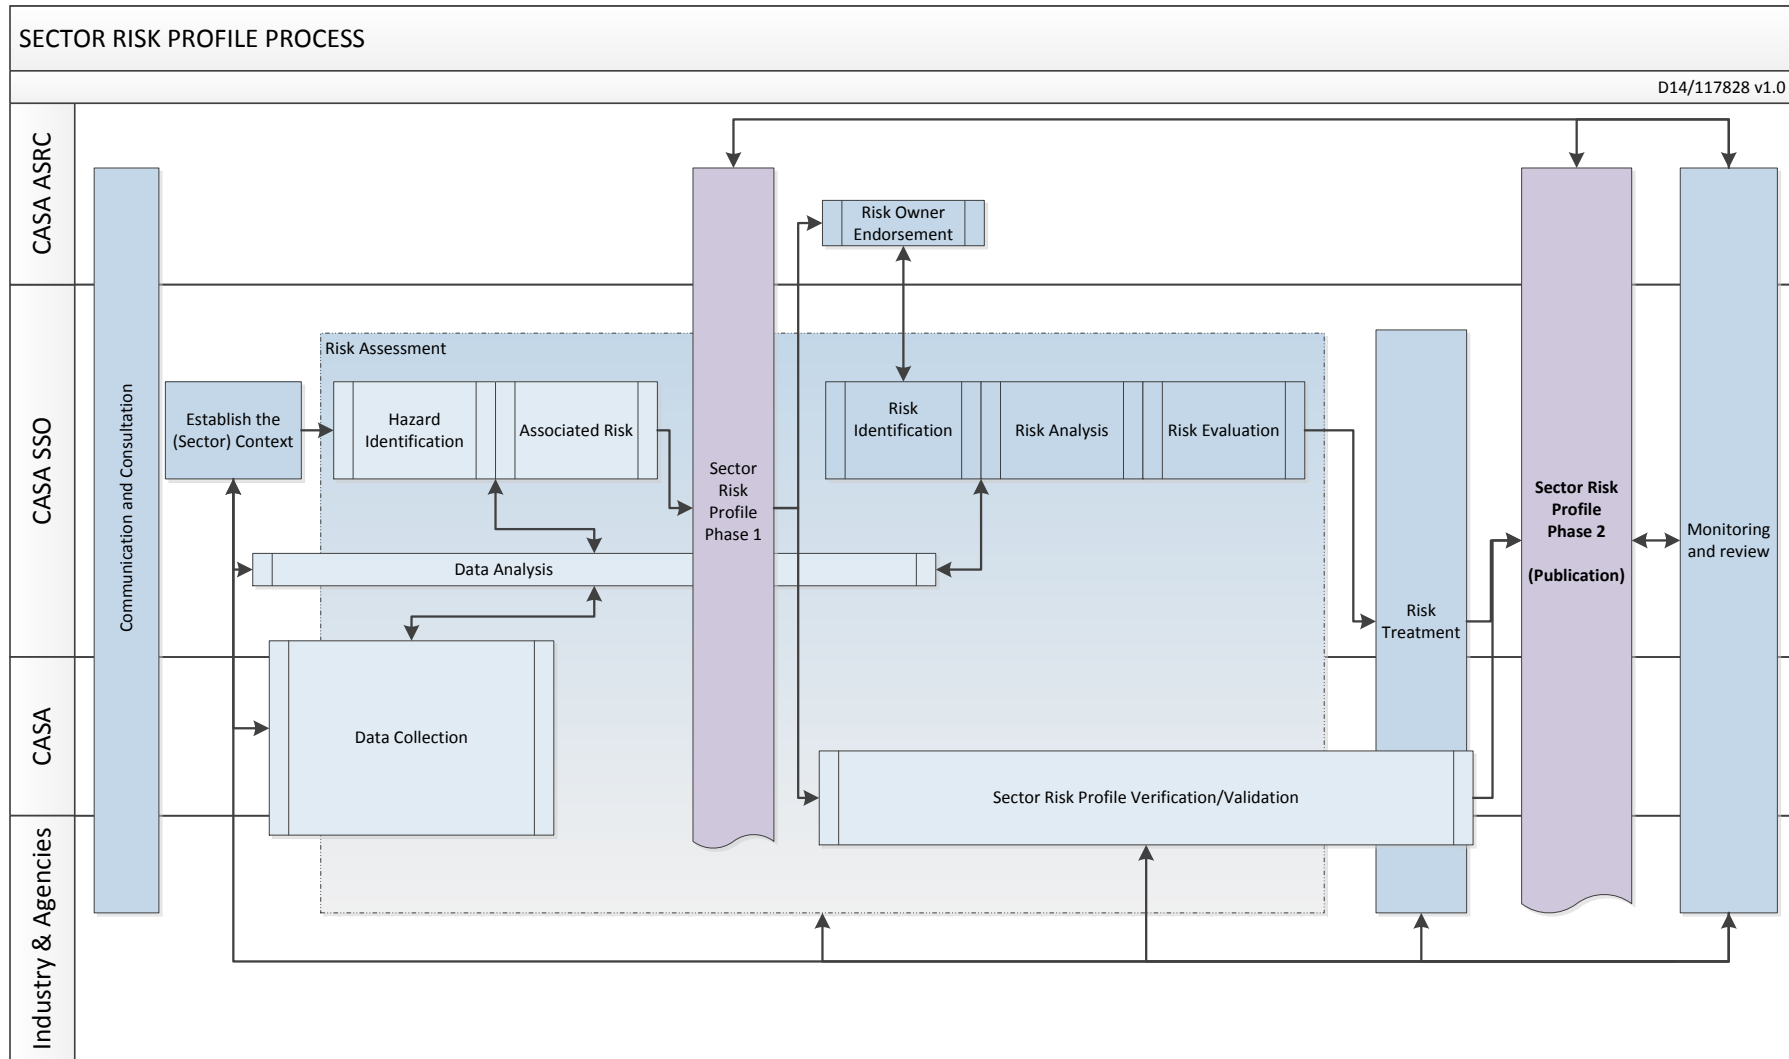 SECTOR RISK PROFILE PROCESS
D14/117828 v1.0
CASA ASRC
CASA SSO
CASA
Industry & Agencies
Communication and Consultation
Establish the
(Sector) Context
Risk Assessment
Hazard
Identification
Associated Risk
Data Analysis
Data Collection
Sector
Risk
Profile
Phase 1
Risk Owner
Endorsement
Risk
Identification
Risk Analysis
Risk Evaluation
Sector Risk Profile Verification/Validation
Risk
Treatment
Sector Risk
Profile
Phase 2
(Publication)
Monitoring
and review